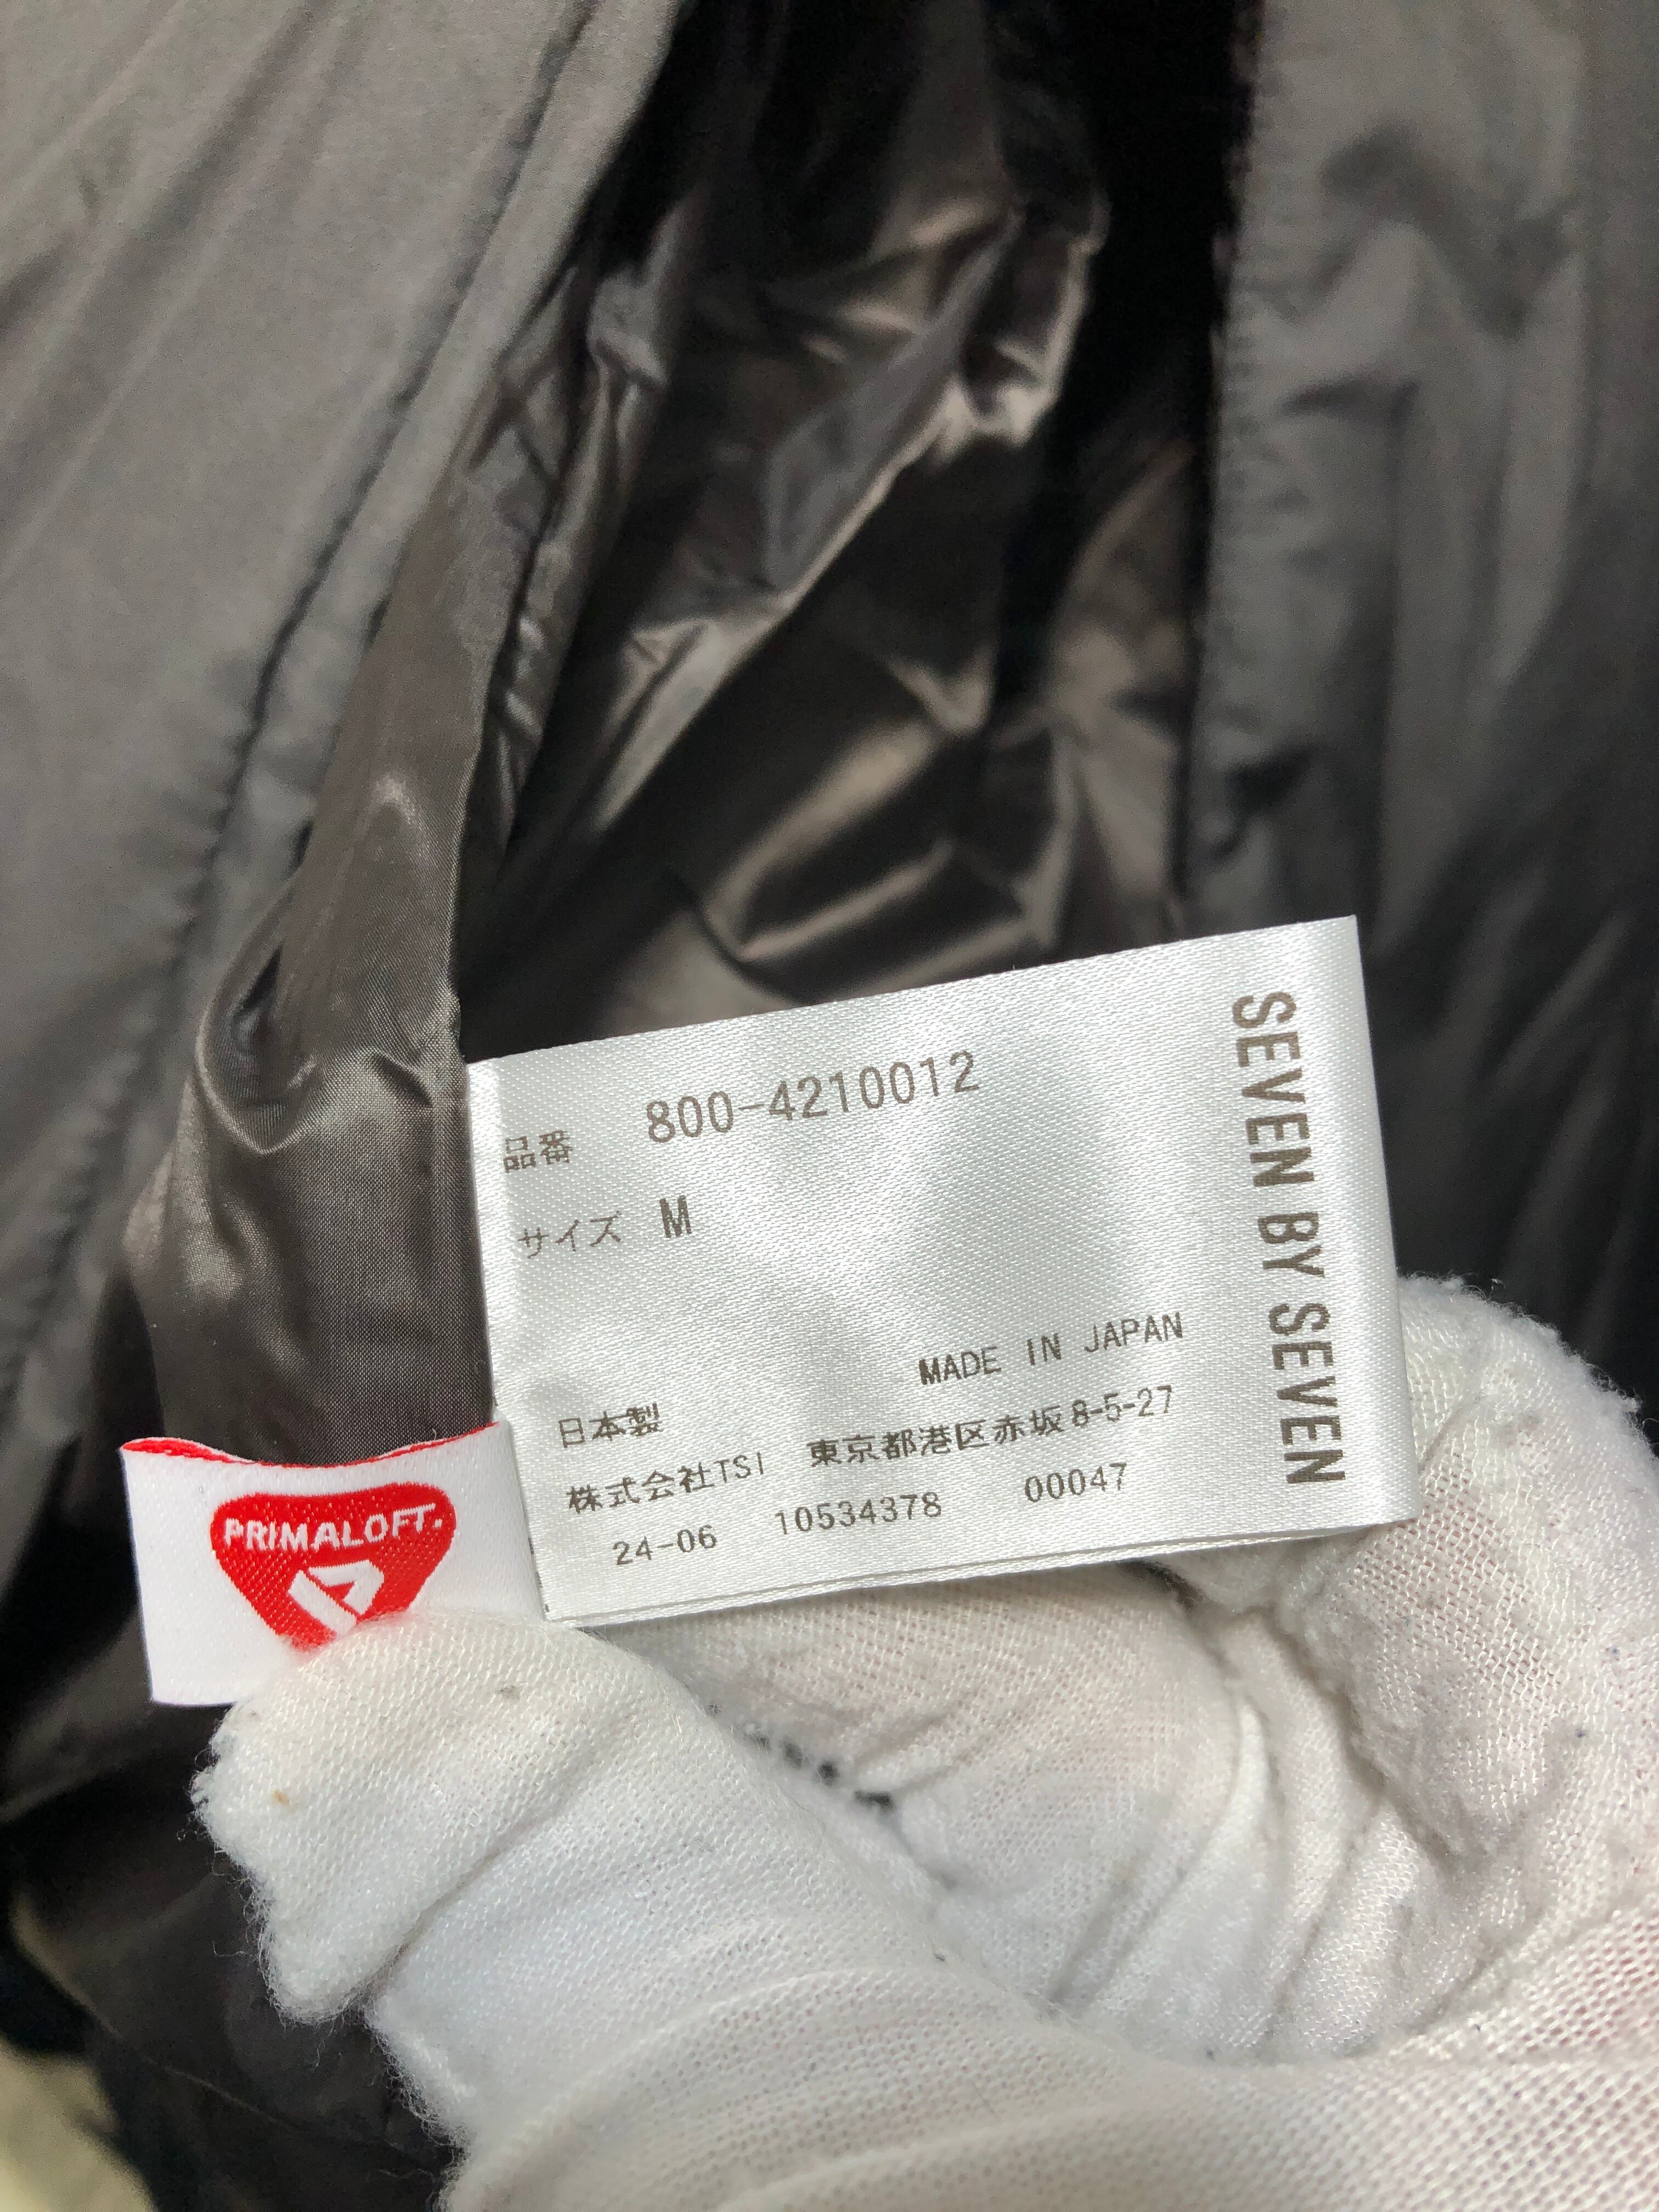 品番 800-4210012
サイズ M
MADE IN JAPAN
日本製
株式会社TSI 東京都港区赤坂8-5-27
24-06 10534378 00047
SEVEN BY SEVEN
PRIMALOFT.